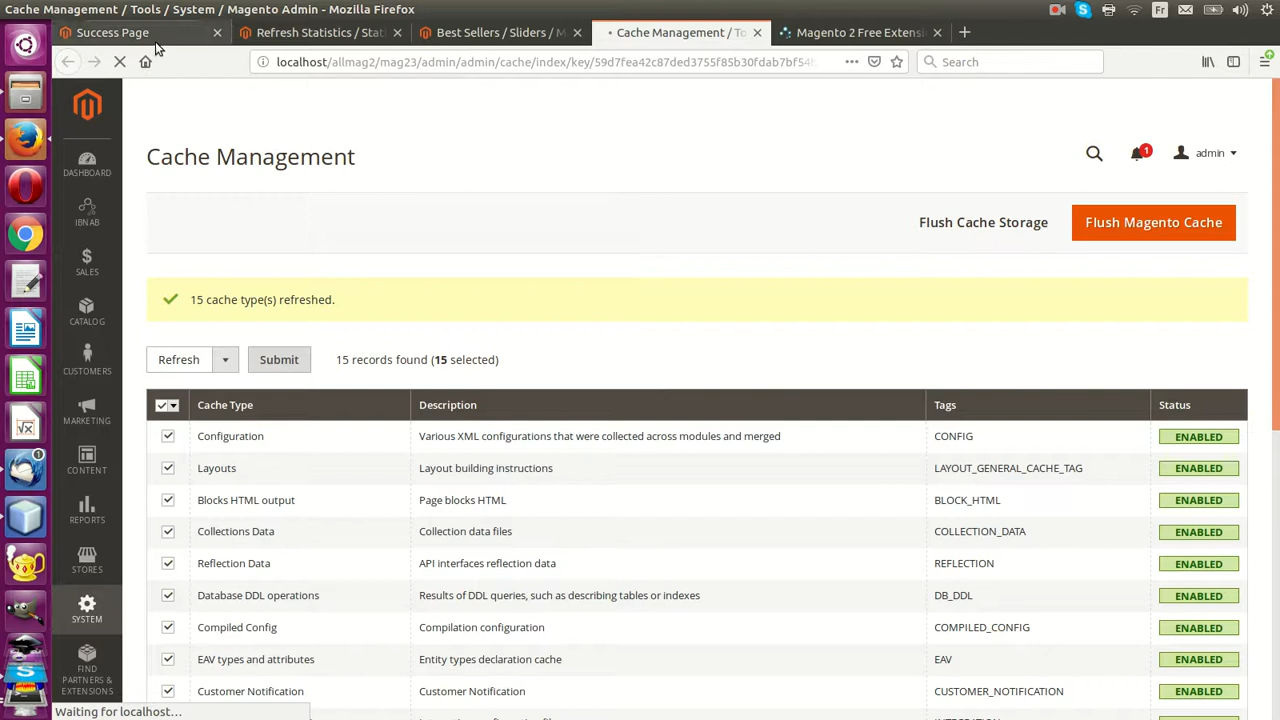 Cache Management / Tools / System / Magento Admin - Mozilla Firefox
Fr
Success Page
Refresh Statistics / Stat
Best Sellers / Sliders / M
Cache Management / To
Magento 2 Free Extensi
localhost/allmag2/mag23/admin/admin/cache/index/key/59d7fea42c87ded3755f85b30fdab7bf54
Search
Cache Management
1
admin
DASHBOARD
IBNAB
SALES
CATALOG
CUSTOMERS
MARKETING
CONTENT
REPORTS
STORES
SYSTEM
FIND
PARTNERS &
EXTENSIONS
Flush Cache Storage
Flush Magento Cache
15 cache type(s) refreshed.
Refresh
Submit
15 records found (15 selected)
Cache Type Description Tags Status
Configuration Various XML configurations that were collected across modules and merged CONFIG ENABLED
Layouts Layout building instructions LAYOUT_GENERAL_CACHE_TAG ENABLED
Blocks HTML output Page blocks HTML BLOCK_HTML ENABLED
Collections Data Collection data files COLLECTION_DATA ENABLED
Reflection Data API interfaces reflection data REFLECTION ENABLED
Database DDL operations Results of DDL queries, such as describing tables or indexes DB_DDL ENABLED
Compiled Config Compilation configuration COMPILED_CONFIG ENABLED
EAV types and attributes Entity types declaration cache EAV ENABLED
Customer Notification Customer Notification CUSTOMER_NOTIFICATION ENABLED
Waiting for localhost…